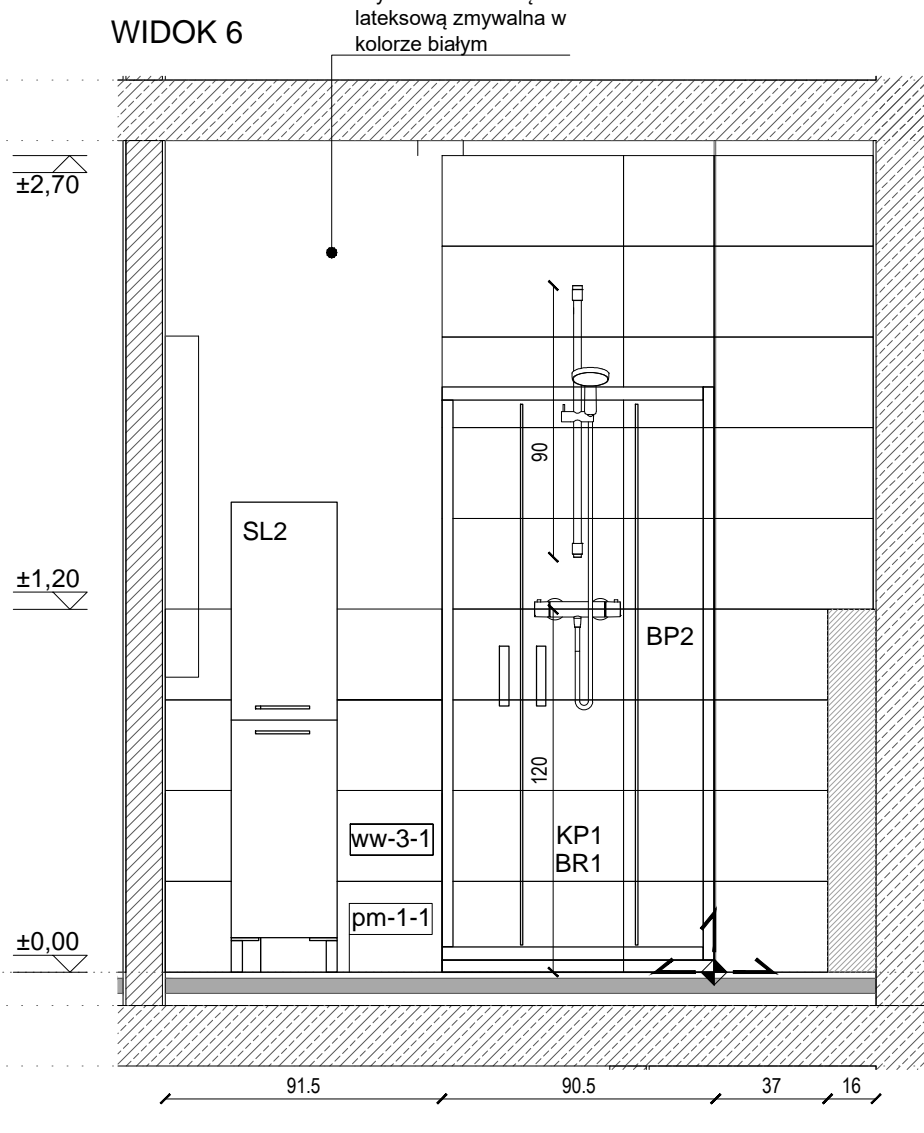 lateksową zmywalna w
kolorze białym
WIDOK 6
±2,70
90
SL2
±1,20
BP2
120
ww-3-1
KP1
BR1
pm-1-1
±0,00
91.5
90.5
37
16